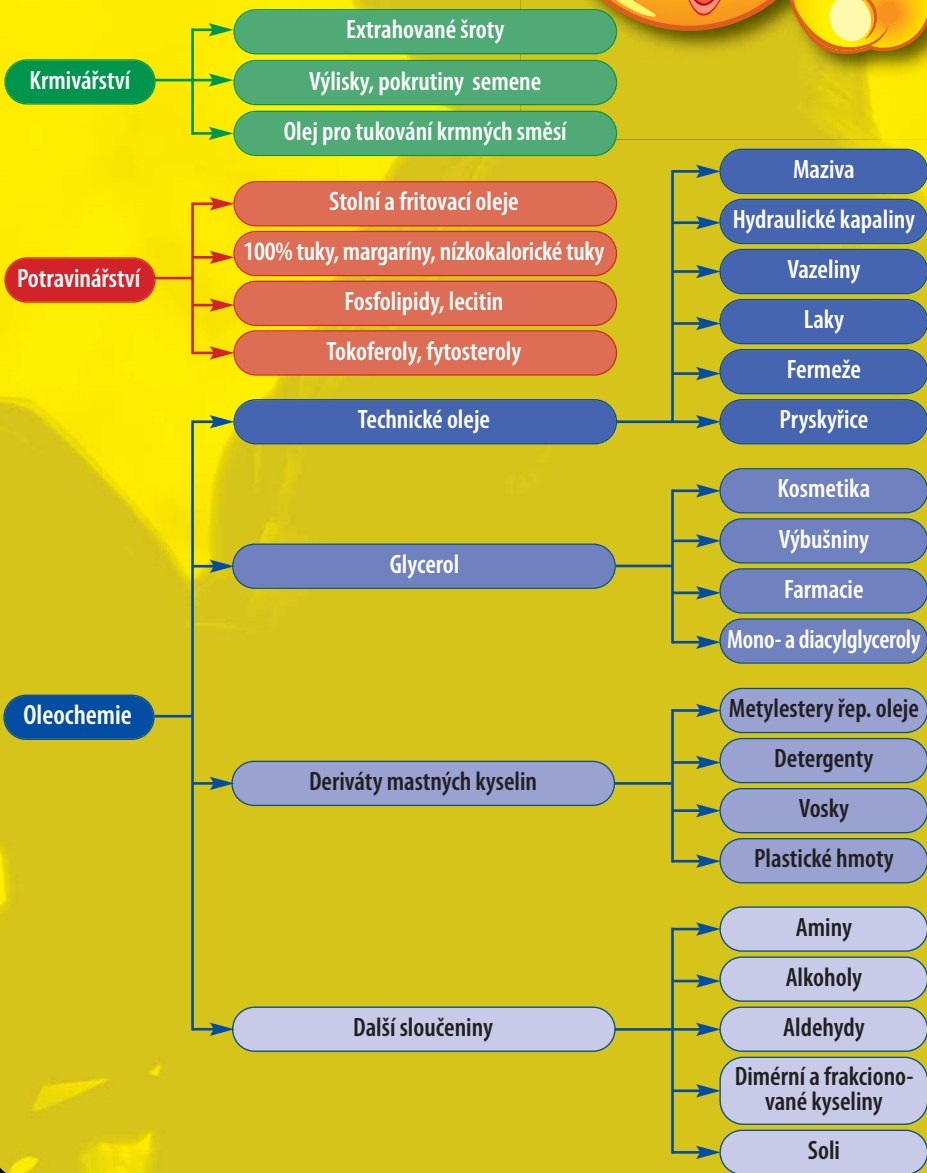 Krmivářství
Extrahované šroty
Výlisky, pokrutiny semene
Olej pro tukování krmných směsí
Potravinářství
Stolní a fritovací oleje
100% tuky, margaríny, nízkokalorické tuky
Fosfolipidy, lecitin
Tokoferoly, fytosteroly
Oleochemie
Technické oleje
Maziva
Hydraulické kapaliny
Vazeliny
Laky
Fermeže
Pryskyřice
Glycerol
Kosmetika
Výbušniny
Farmacie
Mono- a diacylglyceroly
Deriváty mastných kyselin
Metylestery řep. oleje
Detergenty
Vosky
Plastické hmoty
Další sloučeniny
Aminy
Alkoholy
Aldehydy
Dimérní a frakciono-
vané kyseliny
Soli